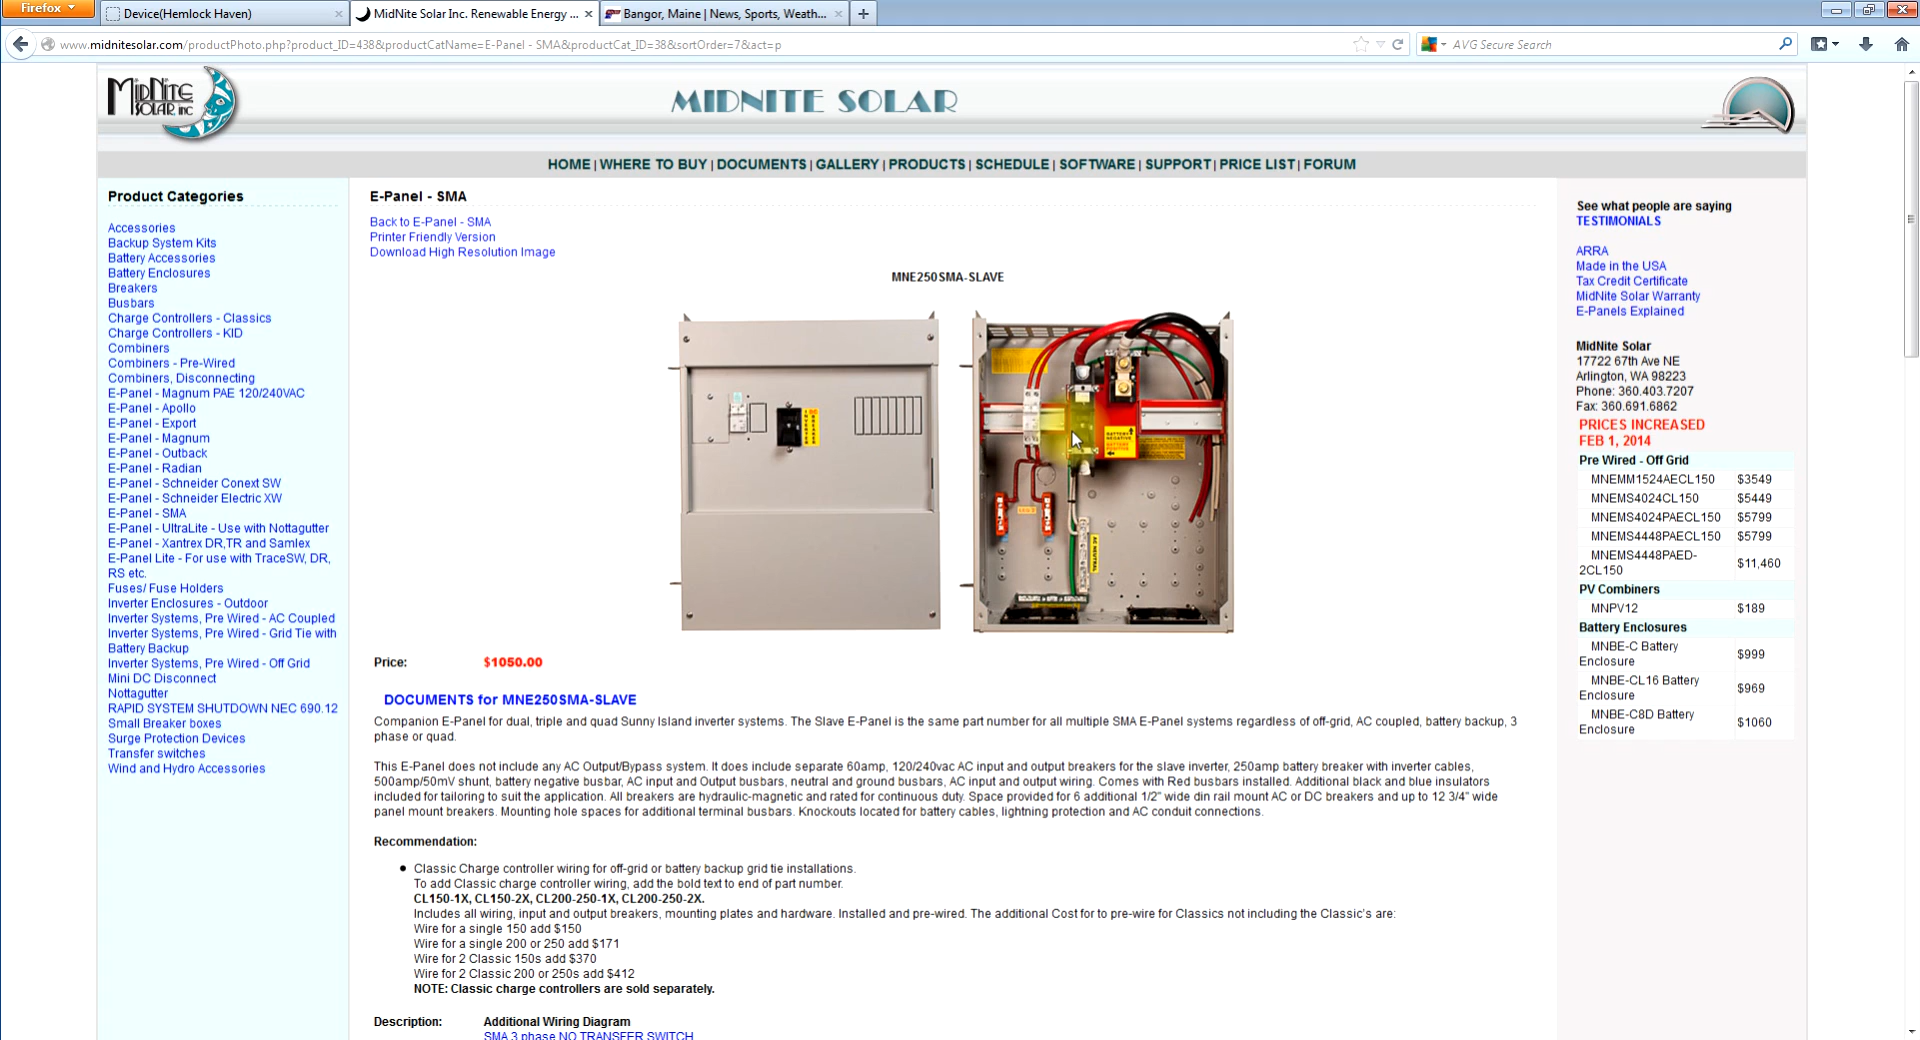 Firefox
Device(Hemlock Haven)
MidNite Solar Inc. Renewable Energy ...
Bangor, Maine | News, Sports, Weath...
www.midnitesolar.com/productPhoto.php?product_ID=438&productCatName=E-Panel - SMA&productCat_ID=38&sortOrder=7&act=p
AVG Secure Search
MIDNITE SOLAR, INC
MIDNITE SOLAR
HOME | WHERE TO BUY | DOCUMENTS | GALLERY | PRODUCTS | SCHEDULE | SOFTWARE | SUPPORT | PRICE LIST | FORUM
Product Categories
Accessories
Backup System Kits
Battery Accessories
Battery Enclosures
Breakers
Busbars
Charge Controllers - Classics
Charge Controllers - KID
Combiners
Combiners - Pre-Wired
Combiners, Disconnecting
E-Panel - Magnum PAE 120/240VAC
E-Panel - Apollo
E-Panel - Export
E-Panel - Magnum
E-Panel - Outback
E-Panel - Radian
E-Panel - Schneider Conext SW
E-Panel - Schneider Electric XW
E-Panel - SMA
E-Panel - UltraLite - Use with Nottagutter
E-Panel - Xantrex DR,TR and Samlex
E-Panel Lite - For use with TraceSW, DR,
RS etc.
Fuses/ Fuse Holders
Inverter Enclosures - Outdoor
Inverter Systems, Pre Wired - AC Coupled
Inverter Systems, Pre Wired - Grid Tie with
Battery Backup
Inverter Systems, Pre Wired - Off Grid
Mini DC Disconnect
Nottagutter
RAPID SYSTEM SHUTDOWN NEC 690.12
Small Breaker boxes
Surge Protection Devices
Transfer switches
Wind and Hydro Accessories
E-Panel - SMA
Back to E-Panel - SMA
Printer Friendly Version
Download High Resolution Image
MNE250SMA-SLAVE
INVERTER BREAKER
BATTERY NEGATIVE
BATTERY POSITIVE
AC NEUTRAL
Price: $1050.00
DOCUMENTS for MNE250SMA-SLAVE
Companion E-Panel for dual, triple and quad Sunny Island inverter systems. The Slave E-Panel is the same part number for all multiple SMA E-Panel systems regardless of off-grid, AC coupled, battery backup, 3
phase or quad.
This E-Panel does not include any AC Output/Bypass system. It does include separate 60amp, 120/240vac AC input and output breakers for the slave inverter, 250amp battery breaker with inverter cables,
500amp/50mV shunt, battery negative busbar, AC input and Output busbars, neutral and ground busbars, AC input and output wiring. Comes with Red busbars installed. Additional black and blue insulators
included for tailoring to suit the application. All breakers are hydraulic-magnetic and rated for continuous duty. Space provided for 6 additional 1/2" wide din rail mount AC or DC breakers and up to 12 3/4" wide
panel mount breakers. Mounting hole spaces for additional terminal busbars. Knockouts located for battery cables, lightning protection and AC conduit connections.
Recommendation:
● Classic Charge controller wiring for off-grid or battery backup grid tie installations.
To add Classic charge controller wiring, add the bold text to end of part number.
CL150-1X, CL150-2X, CL200-250-1X, CL200-250-2X.
Includes all wiring, input and output breakers, mounting plates and hardware. Installed and pre-wired. The additional Cost for to pre-wire for Classics not including the Classic's are:
Wire for a single 150 add $150
Wire for a single 200 or 250 add $171
Wire for 2 Classic 150s add $370
Wire for 2 Classic 200 or 250s add $412
NOTE: Classic charge controllers are sold separately.
Description: Additional Wiring Diagram
SMA 3 phase NO TRANSFER SWITCH
See what people are saying
TESTIMONIALS
ARRA
Made in the USA
Tax Credit Certificate
MidNite Solar Warranty
E-Panels Explained
MidNite Solar
17722 67th Ave NE
Arlington, WA 98223
Phone: 360.403.7207
Fax: 360.691.6862
PRICES INCREASED
FEB 1, 2014
Pre Wired - Off Grid
MNEMM1524AECL150 $3549
MNEMS4024CL150 $5449
MNEMS4024PAECL150 $5799
MNEMS4448PAECL150 $5799
MNEMS4448PAED-
2CL150 $11,460
PV Combiners
MNPV12 $189
Battery Enclosures
MNBE-C Battery
Enclosure $999
MNBE-CL16 Battery
Enclosure $969
MNBE-C8D Battery
Enclosure $1060